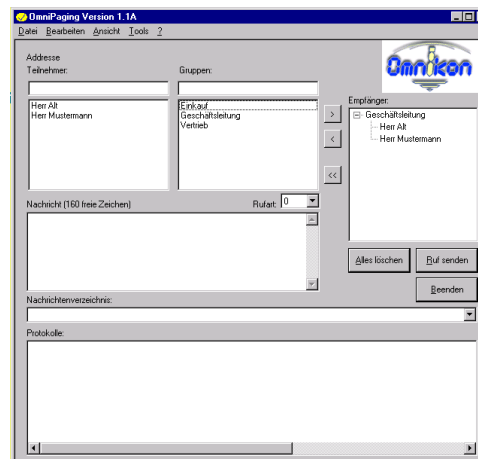 OmniPaging Version 1.1A
Datei Bearbeiten Ansicht Tools ?
Addresse
Teilnehmer:
Gruppen:
Omnikon
Herr Alt
Herr Mustermann
Einkauf
Geschäftsleitung
Vertrieb
>
<
<<
Empfänger:
Geschäftsleitung
Herr Alt
Herr Mustermann
Nachricht (160 freie Zeichen)
Rufart: 0
Alles löschen
Ruf senden
Beenden
Nachrichtenverzeichnis:
Protokolle: